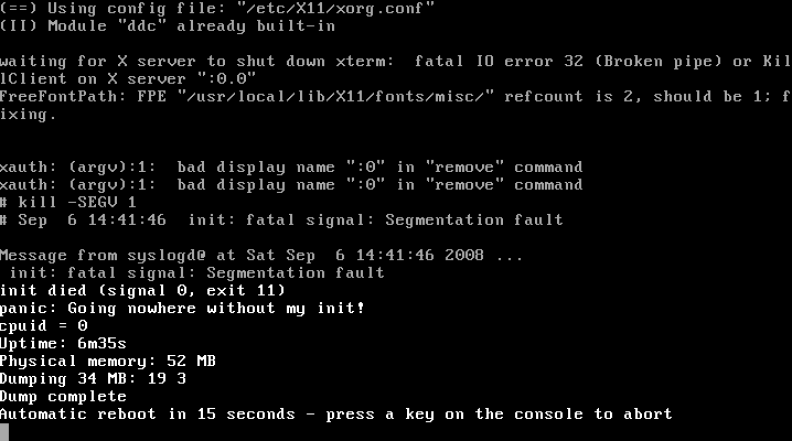 (==) Using config file: "/etc/X11/xorg.conf"
(II) Module "ddc" already built-in
waiting for X server to shut down xterm:  fatal IO error 32 (Broken pipe) or Kil
lClient on X server ":0.0"
FreeFontPath: FPE "/usr/local/lib/X11/fonts/misc/" refcount is 2, should be 1; f
ixing.
xauth: (argv):1:  bad display name ":0" in "remove" command
xauth: (argv):1:  bad display name ":0" in "remove" command
# kill -SEGV 1
# Sep  6 14:41:46  init: fatal signal: Segmentation fault
Message from syslogd@ at Sat Sep  6 14:41:46 2008 ...
 init: fatal signal: Segmentation fault
init died (signal 0, exit 11)
panic: Going nowhere without my init!
cpuid = 0
Uptime: 6m35s
Physical memory: 52 MB
Dumping 34 MB: 19 3
Dump complete
Automatic reboot in 15 seconds - press a key on the console to abort